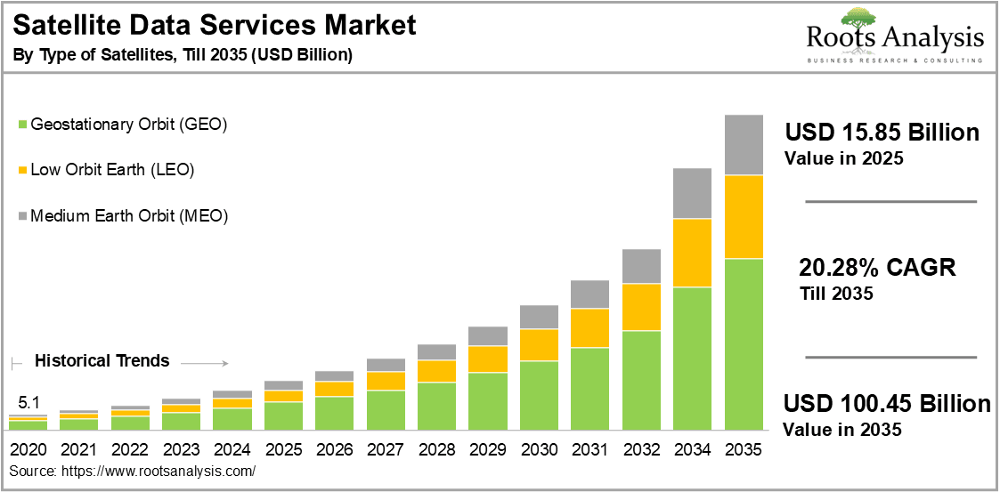 Satellite Data Services Market
By Type of Satellites, Till 2035 (USD Billion)
Roots Analysis
BUSINESS RESEARCH & CONSULTING
Geostationary Orbit (GEO)
Low Orbit Earth (LEO)
Medium Earth Orbit (MEO)
USD 15.85 Billion
Value in 2025
20.28% CAGR
Till 2035
USD 100.45 Billion
Value in 2035
Historical Trends
5.1
2020 2021 2022 2023 2024 2025 2026 2027 2028 2029 2030 2031 2032 2034 2035
Source: https://www.rootsanalysis.com/